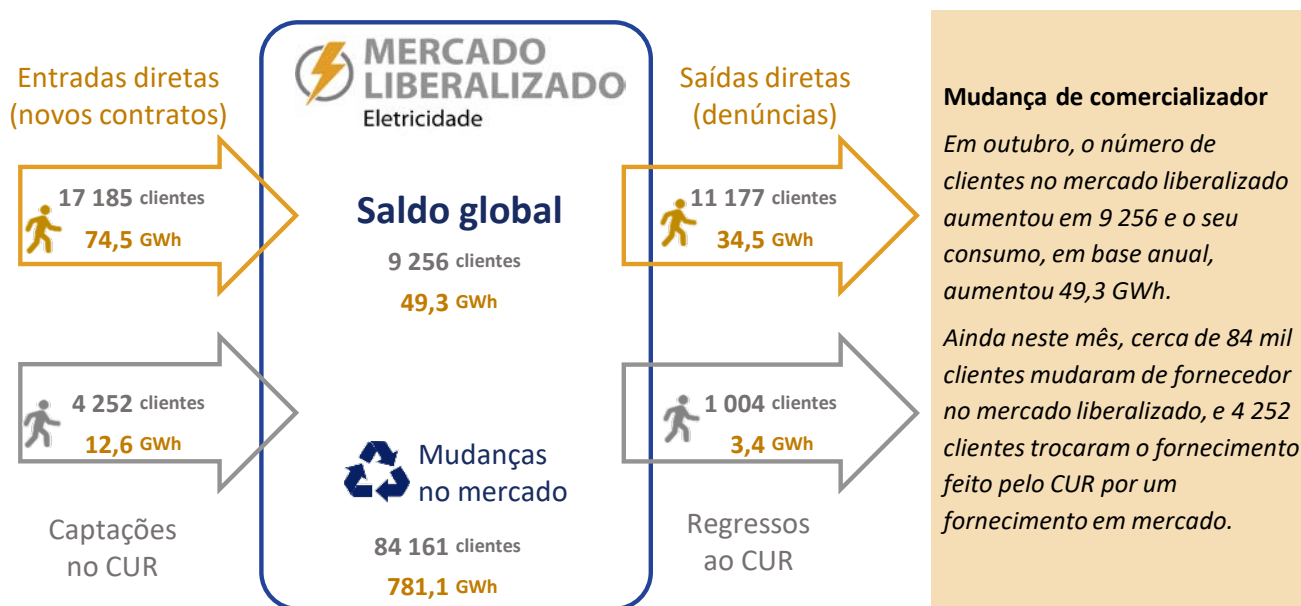 Entradas diretas
(novos contratos)
17 185 clientes
74,5 GWh
4 252 clientes
12,6 GWh
Captações
no CUR
MERCADO
LIBERALIZADO
Eletricidade
Saldo global
9 256 clientes
49,3 GWh
Mudanças
no mercado
84 161 clientes
781,1 GWh
Saídas diretas
(denúncias)
11 177 clientes
34,5 GWh
1 004 clientes
3,4 GWh
Regressos
ao CUR
Mudança de comercializador
Em outubro, o número de
clientes no mercado liberalizado
aumentou em 9 256 e o seu
consumo, em base anual,
aumentou 49,3 GWh.
Ainda neste mês, cerca de 84 mil
clientes mudaram de fornecedor
no mercado liberalizado, e 4 252
clientes trocaram o fornecimento
feito pelo CUR por um
fornecimento em mercado.